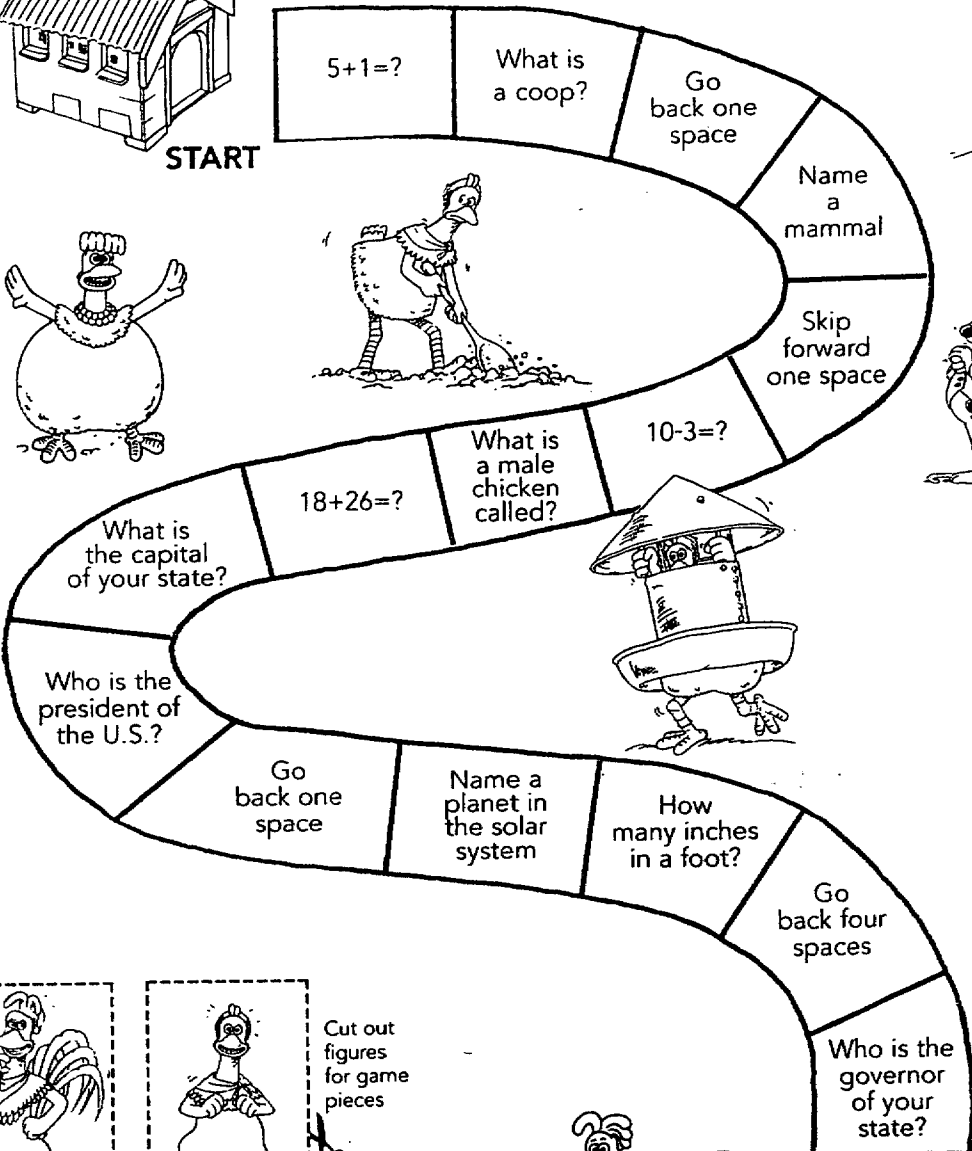 5+1=?
What is
a coop?
Go
back one
space
START
Name
a
mammal
Skip
forward
one space
10-3=?
What is
a male
chicken
called?
18+26=?
What is
the capital
of your state?
Who is the
president of
the U.S.?
Go
back one
space
Name a
planet in
the solar
system
How
many inches
in a foot?
Go
back four
spaces
Who is the
governor
of your
state?
Cut out
figures
for game
pieces